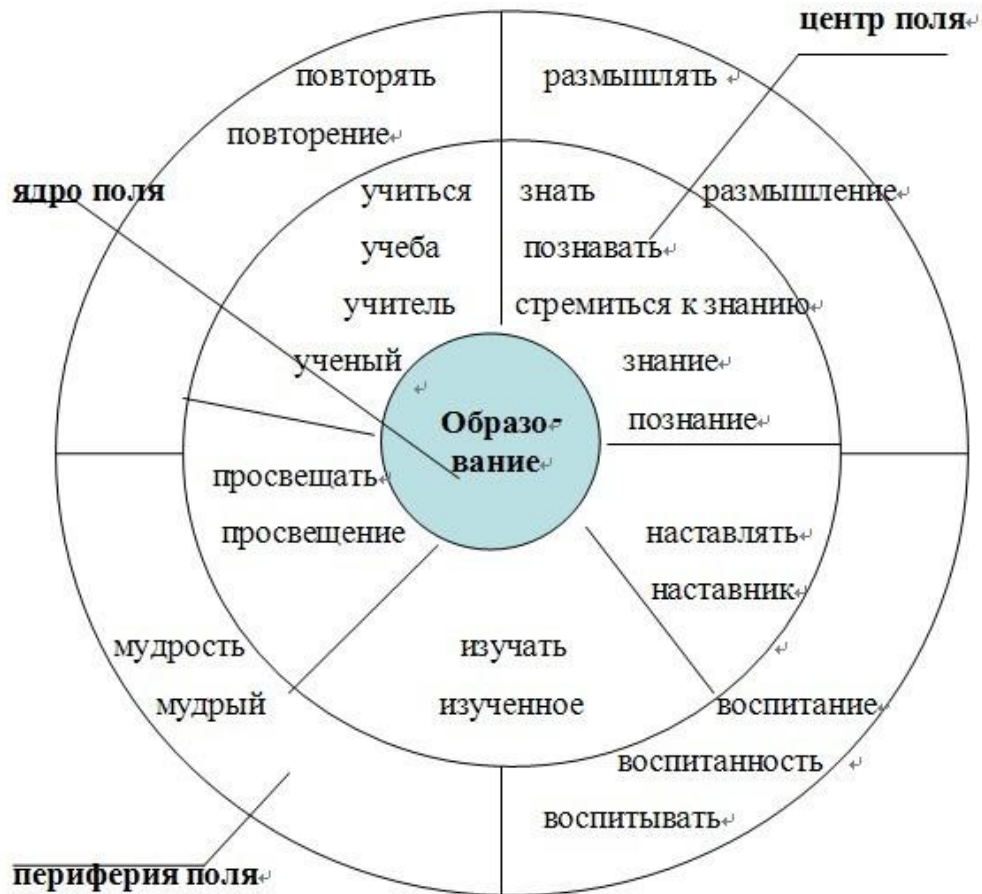 центр поля
повторять
размышлять
повторение
ядро поля
учиться
знать
размышление
учеба
познавать
учитель
стремиться к знанию
ученый
знание
Образо-
вание
познание
просвещать
просвещение
наставлять
наставник
мудрость
мудрый
изучать
изученное
воспитание
воспитанность
воспитывать
периферия поля